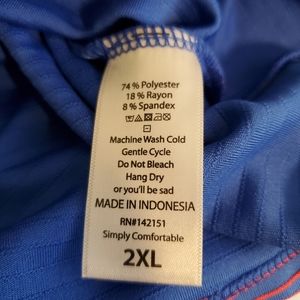 74% Polyester
18% Rayon
8% Spandex
Machine Wash Cold
Gentle Cycle
Do Not Bleach
Hang Dry
or you'll be sad
MADE IN INDONESIA
RN#142151
Simply Comfortable
2XL